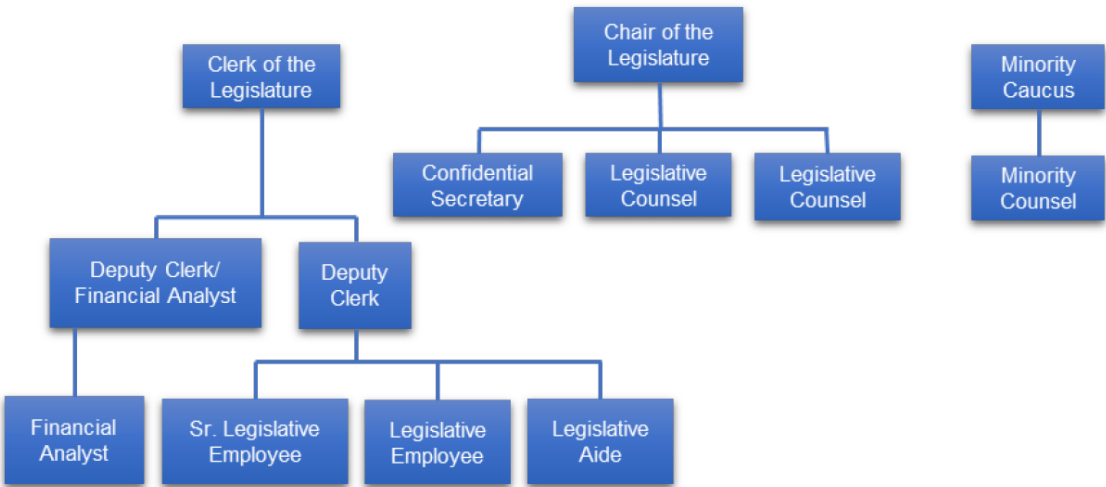 Clerk of the
Legislature
Chair of the
Legislature
Minority
Caucus
Confidential
Secretary
Legislative
Counsel
Legislative
Counsel
Minority
Counsel
Deputy Clerk/
Financial Analyst
Deputy
Clerk
Financial
Analyst
Sr. Legislative
Employee
Legislative
Employee
Legislative
Aide